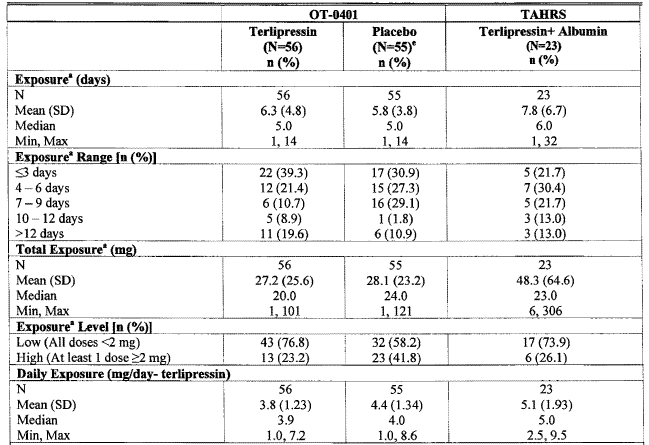 OT-0401 TAHRS
Terlipressin Placebo Terlipressin+ Albumin
(N=56) (N=55)ᵉ (N=23)
n (%) n (%) n (%)
Exposureᵃ (days)
N 56 55 23
Mean (SD) 6.3 (4.8) 5.8 (3.8) 7.8 (6.7)
Median 5.0 5.0 6.0
Min, Max 1, 14 1, 14 1, 32
Exposureᵃ Range [n (%)]
≤3 days 22 (39.3) 17 (30.9) 5 (21.7)
4 – 6 days 12 (21.4) 15 (27.3) 7 (30.4)
7 – 9 days 6 (10.7) 16 (29.1) 5 (21.7)
10 – 12 days 5 (8.9) 1 (1.8) 3 (13.0)
>12 days 11 (19.6) 6 (10.9) 3 (13.0)
Total Exposureᵃ (mg)
N 56 55 23
Mean (SD) 27.2 (25.6) 28.1 (23.2) 48.3 (64.6)
Median 20.0 24.0 23.0
Min, Max 1, 101 1, 121 6, 306
Exposureᵃ Level [n (%)]
Low (All doses <2 mg) 43 (76.8) 32 (58.2) 17 (73.9)
High (At least 1 dose ≥2 mg) 13 (23.2) 23 (41.8) 6 (26.1)
Daily Exposure (mg/day- terlipressin)
N 56 55 23
Mean (SD) 3.8 (1.23) 4.4 (1.34) 5.1 (1.93)
Median 3.9 4.0 5.0
Min, Max 1.0, 7.2 1.0, 8.6 2.5, 9.5